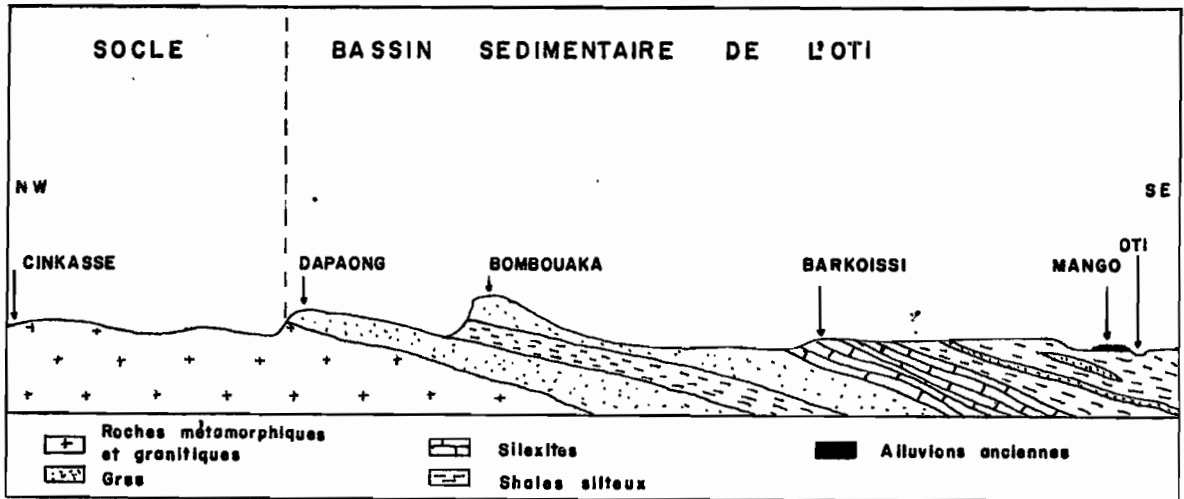 SOCLE BASSIN SEDIMENTAIRE DE L'OTI
NW SE
OTI
CINKASSE DAPAONG BOMBOUAKA BARKOISSI MANGO
Roches métamorphiques
et granitiques
Gres
Silexites
Shales silteux
Alluvions anciennes